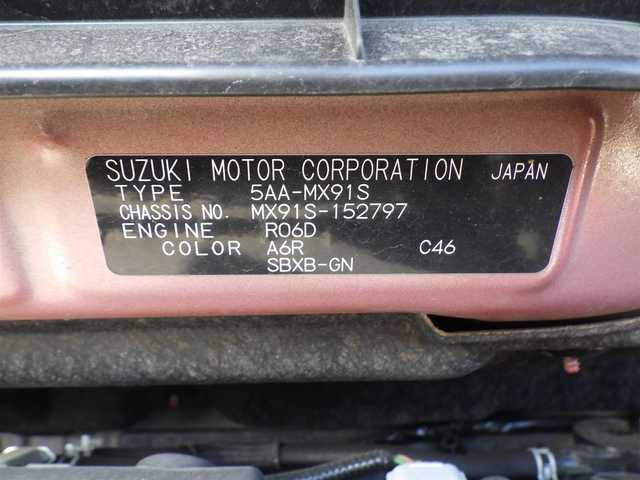 SUZUKI MOTOR CORPORATION JAPAN
TYPE 5AA-MX91S
CHASSIS NO. MX91S-152797
ENGINE R06D
COLOR A6R C46
SBXB-GN